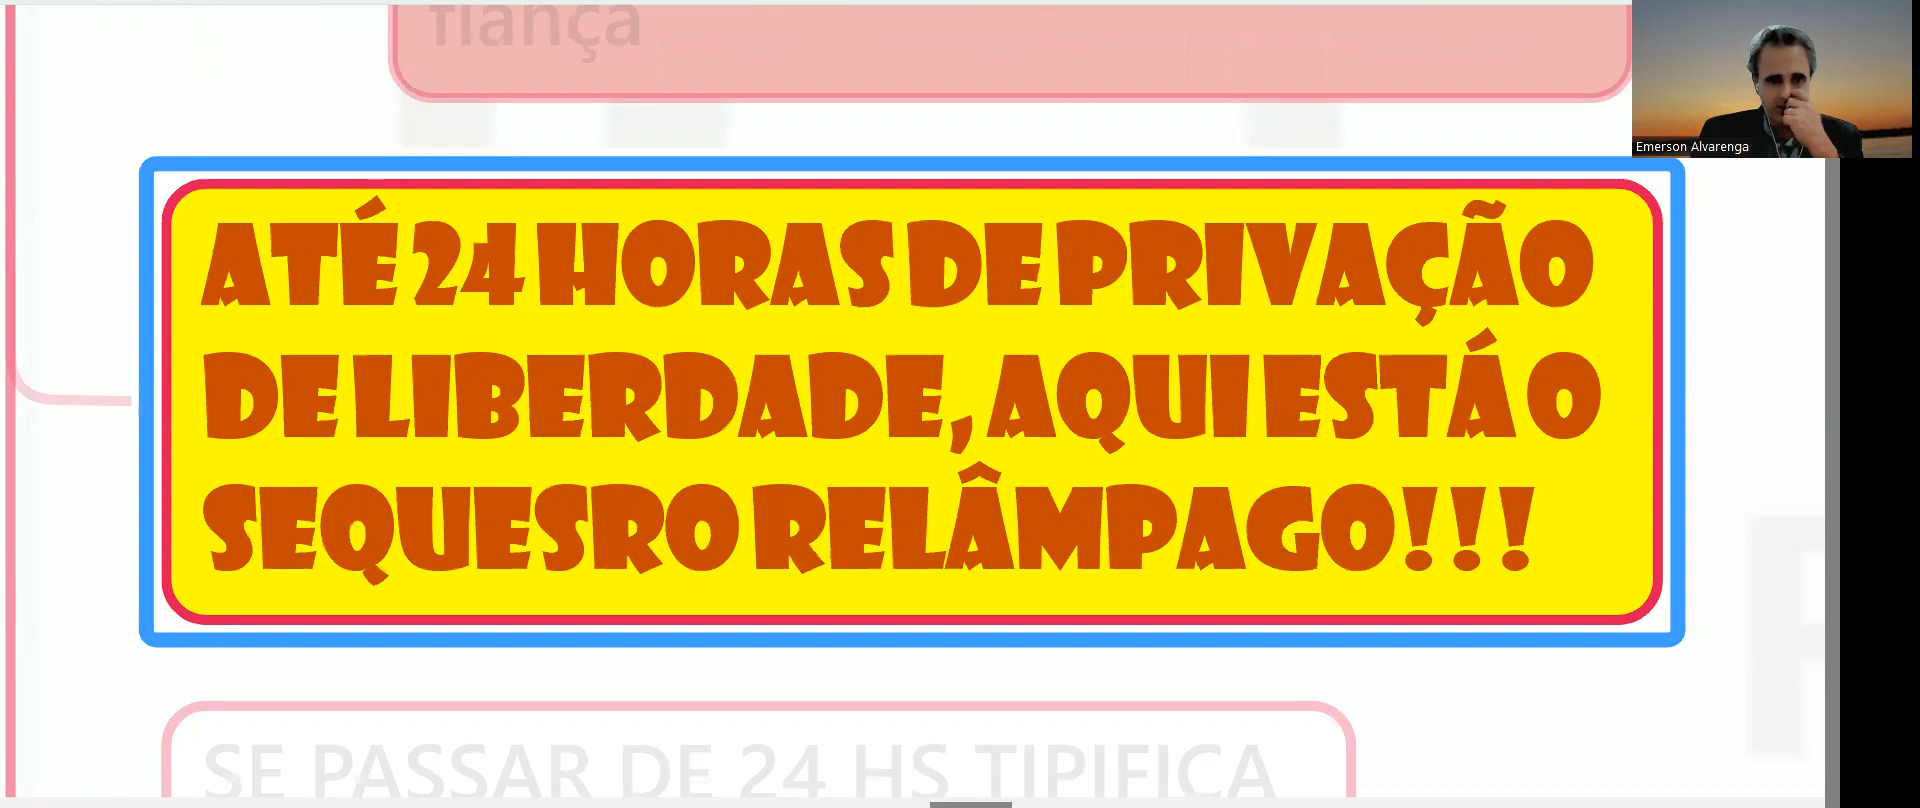 fiança
Emerson Alvarenga
ATÉ 24 HORAS DE PRIVAÇÃO
DE LIBERDADE, AQUI ESTÁ O
SEQUESRO RELÂMPAGO!!!
SE PASSAR DE 24 HS TIPIFICA